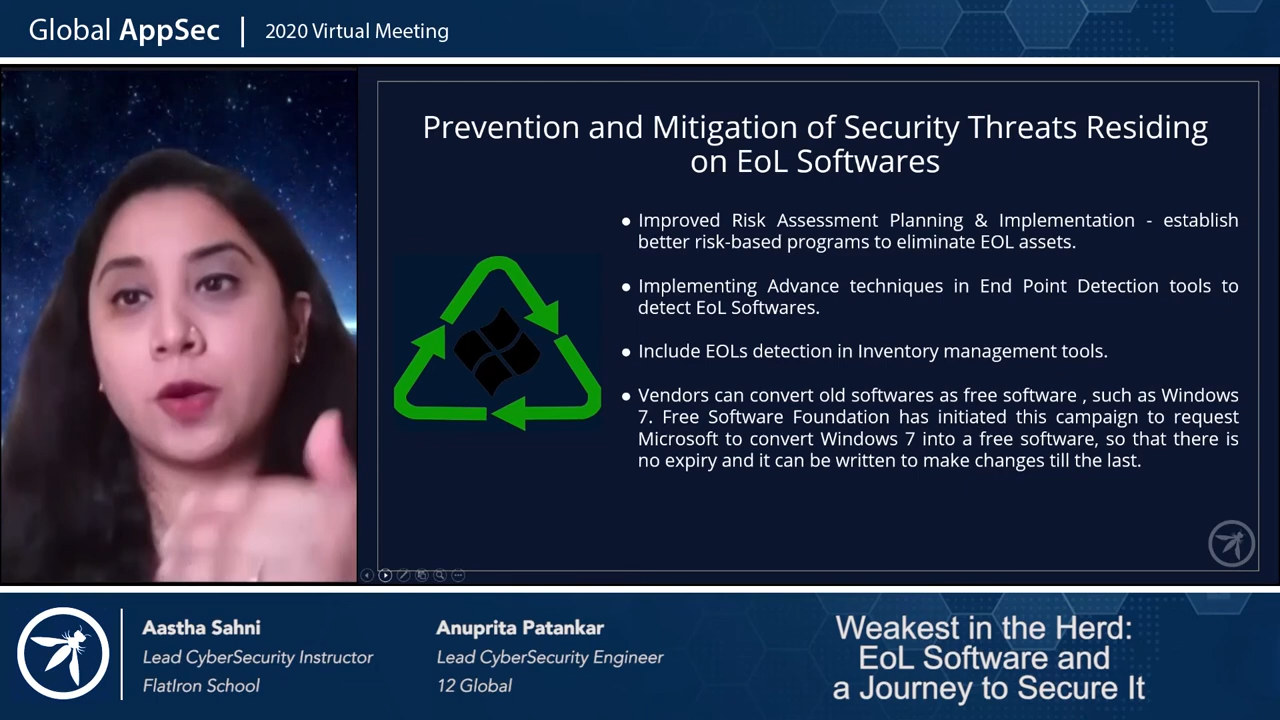 Global AppSec | 2020 Virtual Meeting
Prevention and Mitigation of Security Threats Residing
on EoL Softwares
● Improved Risk Assessment Planning & Implementation - establish
better risk-based programs to eliminate EOL assets.
● Implementing Advance techniques in End Point Detection tools to
detect EoL Softwares.
● Include EOLs detection in Inventory management tools.
● Vendors can convert old softwares as free software , such as Windows
7. Free Software Foundation has initiated this campaign to request
Microsoft to convert Windows 7 into a free software, so that there is
no expiry and it can be written to make changes till the last.
Aastha Sahni
Lead CyberSecurity Instructor
FlatIron School
Anuprita Patankar
Lead CyberSecurity Engineer
12 Global
Weakest in the Herd:
EoL Software and
a Journey to Secure It